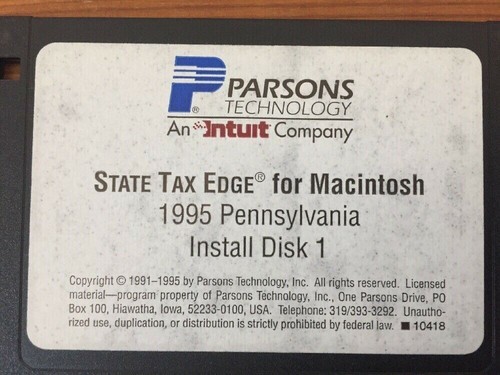 P® PARSONS
TECHNOLOGY
An Intuit Company
STATE TAX EDGE® for Macintosh
1995 Pennsylvania
Install Disk 1
Copyright © 1991–1995 by Parsons Technology, Inc. All rights reserved. Licensed
material—program property of Parsons Technology, Inc., One Parsons Drive, PO
Box 100, Hiawatha, Iowa, 52233-0100, USA. Telephone: 319/393-3292. Unautho-
rized use, duplication, or distribution is strictly prohibited by federal law. ■ 10418